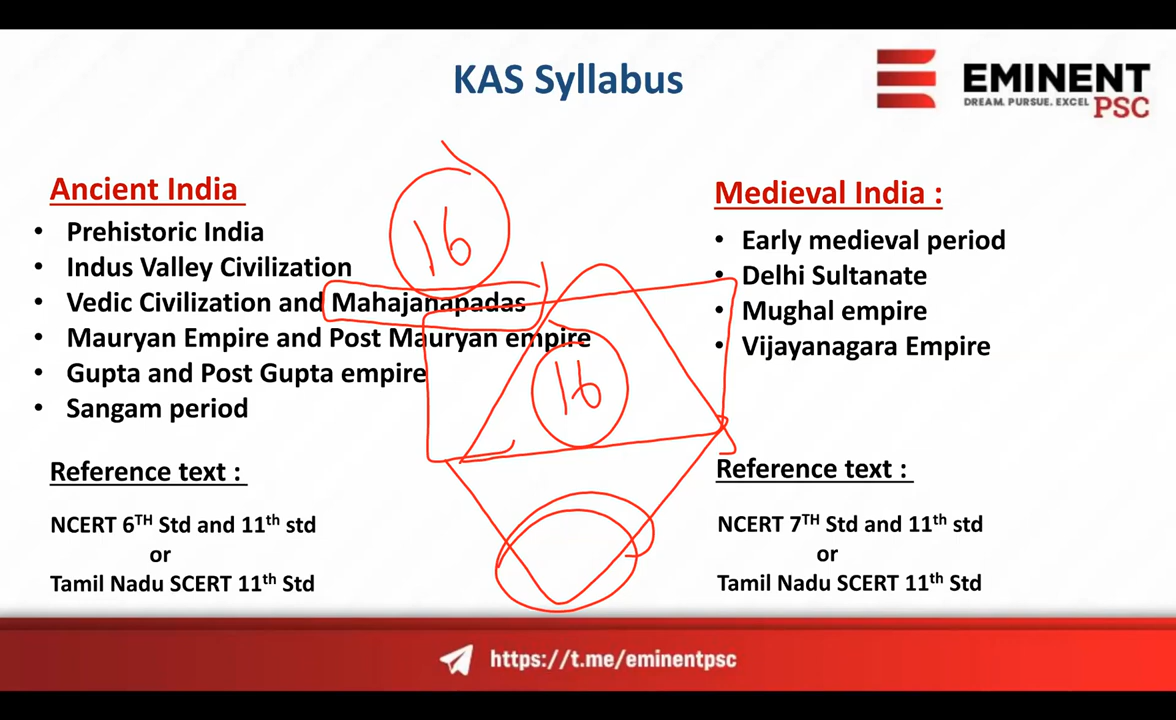 KAS Syllabus
EMINENT
DREAM. PURSUE. EXCEL
PSC
Ancient India
• Prehistoric India
• Indus Valley Civilization
• Vedic Civilization and Mahajanapadas
• Mauryan Empire and Post Mauryan empire
• Gupta and Post Gupta empire
• Sangam period
Reference text :
NCERT 6TH Std and 11th std
or
Tamil Nadu SCERT 11th Std
16
16
Medieval India :
• Early medieval period
• Delhi Sultanate
• Mughal empire
• Vijayanagara Empire
Reference text :
NCERT 7TH Std and 11th std
or
Tamil Nadu SCERT 11th Std
https://t.me/eminentpsc